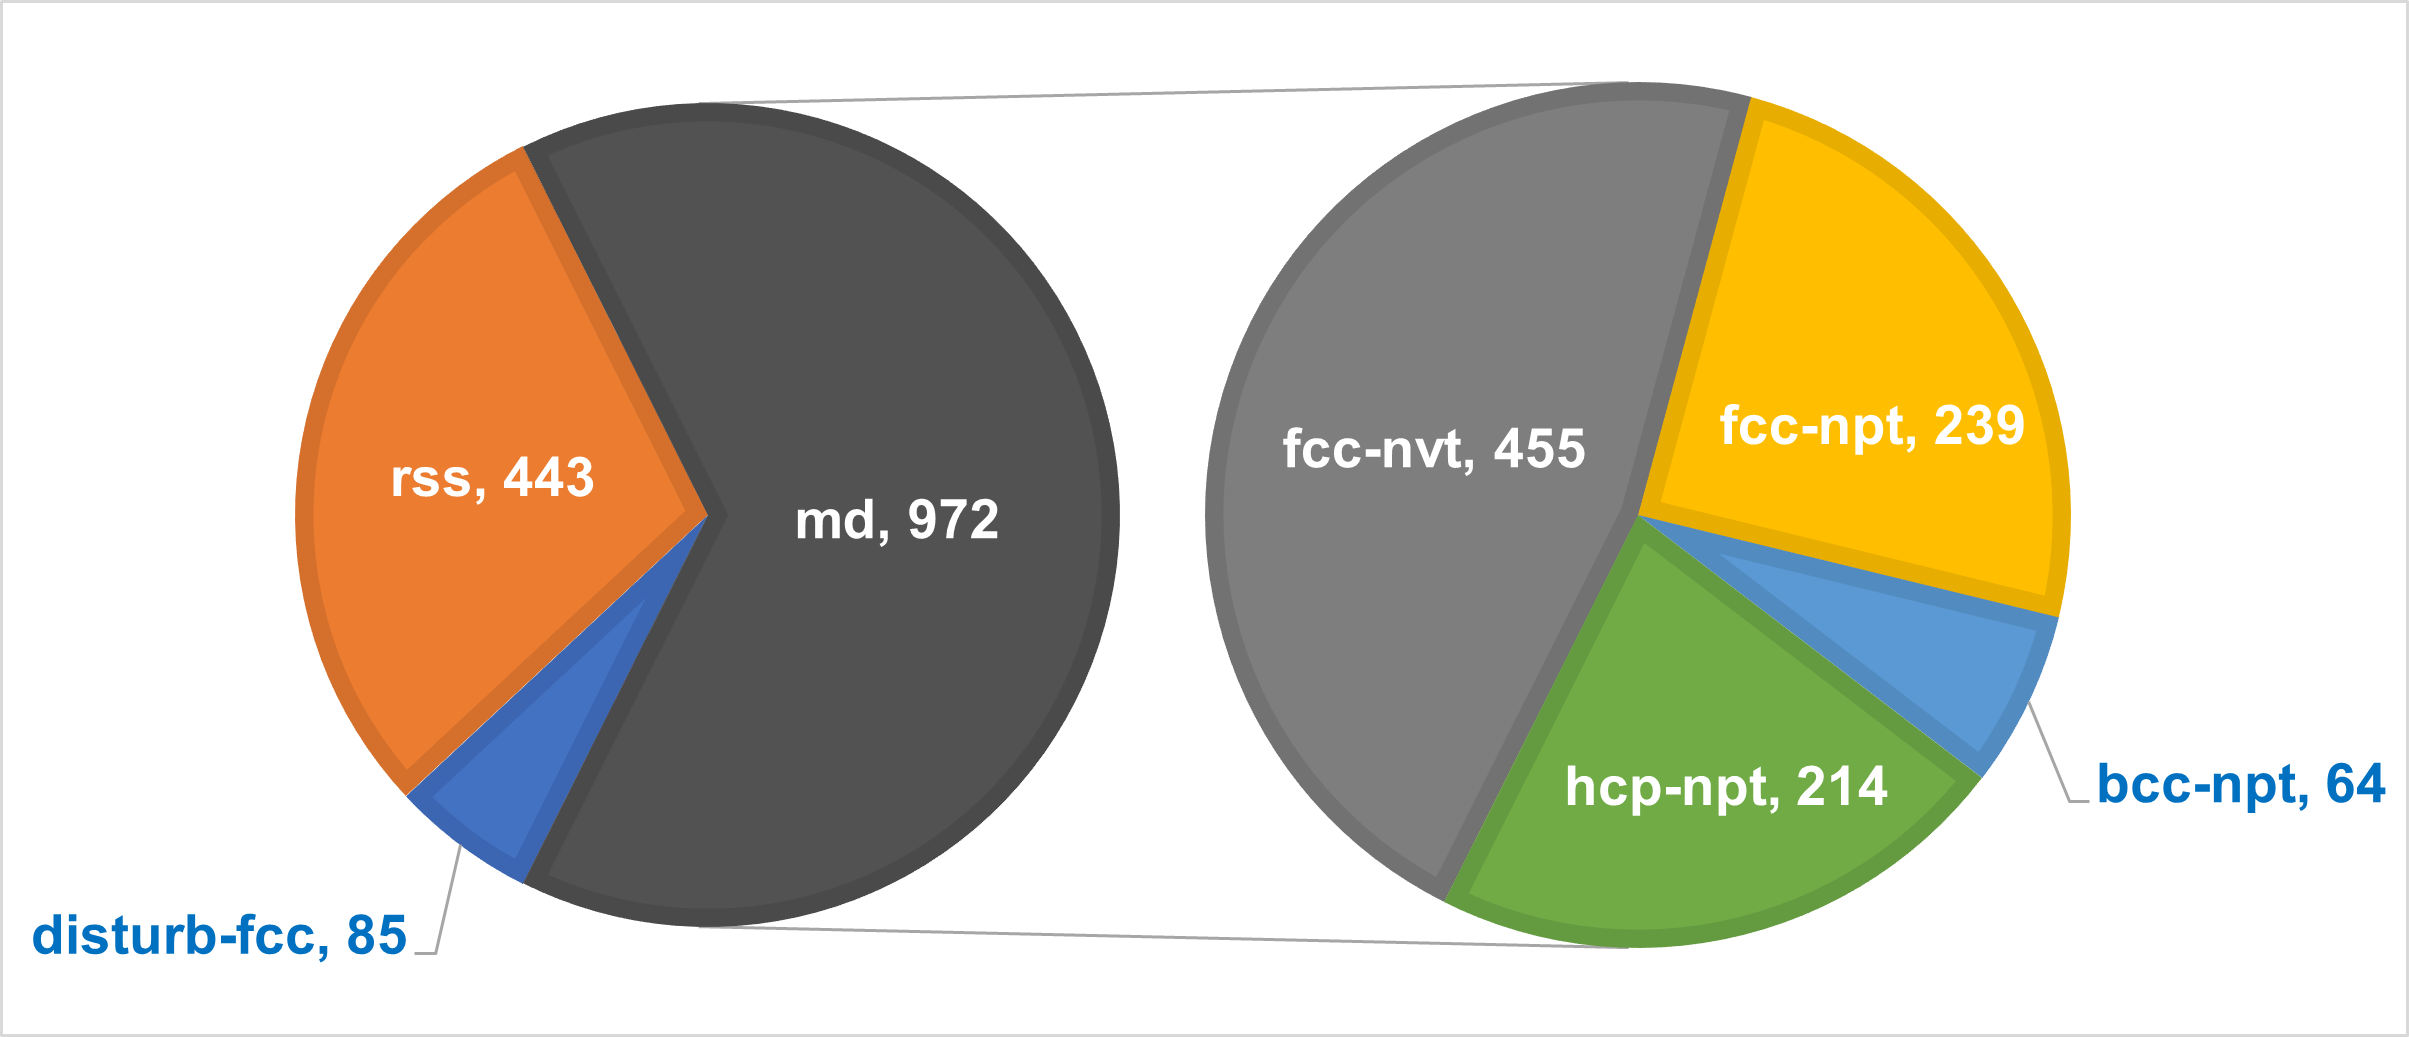 rss, 443
md, 972
disturb-fcc, 85
fcc-nvt, 455
fcc-npt, 239
hcp-npt, 214
bcc-npt, 64